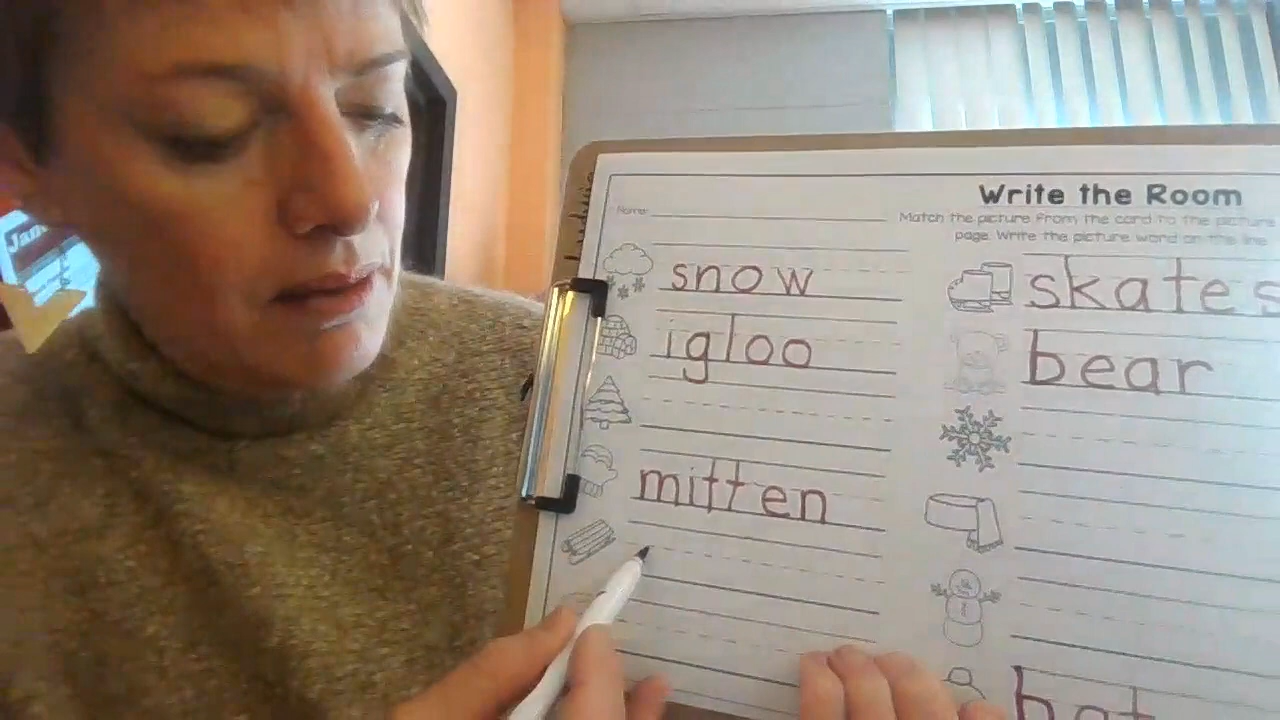 Write the Room
Name:
Match the picture from the card to the picture
page. Write the picture word on the line
snow
igloo
mitten
skates
bear
hat
Jan